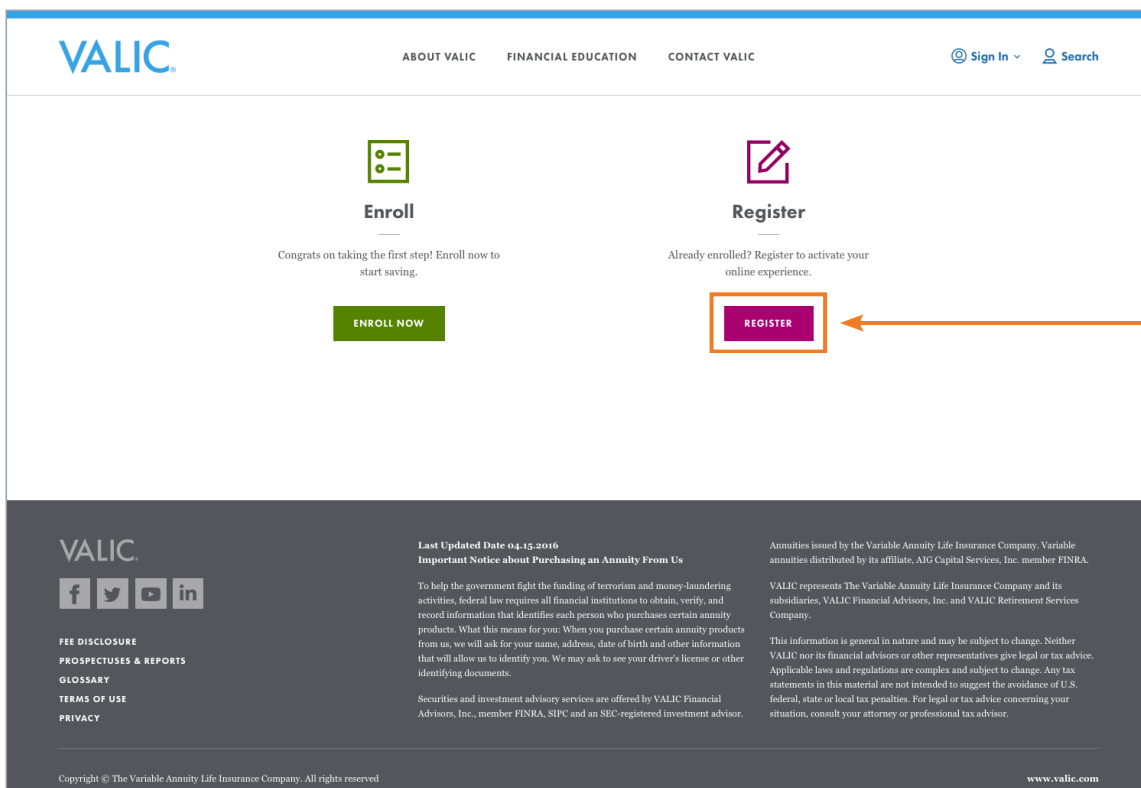 VALIC®
ABOUT VALIC FINANCIAL EDUCATION CONTACT VALIC
Sign In Search
Enroll
Congrats on taking the first step! Enroll now to
start saving.
ENROLL NOW
Register
Already enrolled? Register to activate your
online experience.
REGISTER
VALIC®
FEE DISCLOSURE
PROSPECTUSES & REPORTS
GLOSSARY
TERMS OF USE
PRIVACY
Last Updated Date 04.15.2016
Important Notice about Purchasing an Annuity From Us
To help the government fight the funding of terrorism and money-laundering
activities, federal law requires all financial institutions to obtain, verify, and
record information that identifies each person who purchases certain annuity
products. What this means for you: When you purchase certain annuity products
from us, we will ask for your name, address, date of birth and other information
that will allow us to identify you. We may ask to see your driver's license or other
identifying documents.
Securities and investment advisory services are offered by VALIC Financial
Advisors, Inc., member FINRA, SIPC and an SEC-registered investment advisor.
Annuities issued by the Variable Annuity Life Insurance Company. Variable
annuities distributed by its affiliate, AIG Capital Services, Inc. member FINRA.
VALIC represents The Variable Annuity Life Insurance Company and its
subsidiaries, VALIC Financial Advisors, Inc. and VALIC Retirement Services
Company.
This information is general in nature and may be subject to change. Neither
VALIC nor its financial advisors or other representatives give legal or tax advice.
Applicable laws and regulations are complex and subject to change. Any tax
statements in this material are not intended to suggest the avoidance of U.S.
federal, state or local tax penalties. For legal or tax advice concerning your
situation, consult your attorney or professional tax advisor.
Copyright © The Variable Annuity Life Insurance Company. All rights reserved
www.valic.com